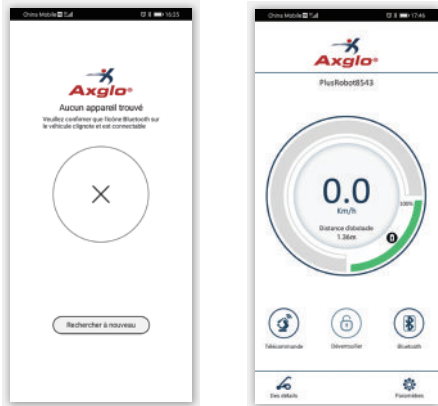 China Mobile 16:23
Axglo
Aucun appareil trouvé
Veuillez confirmer que l'icône Bluetooth sur
le véhicule clignote et est connectable
Rechercher à nouveau
China Mobile 17:46
Axglo
PlusRobot8543
100%
0.0
Km/h
Distance d'obstacle
1.36m
Télécommande Déverrouiller Bluetooth
Des détails Paramètres